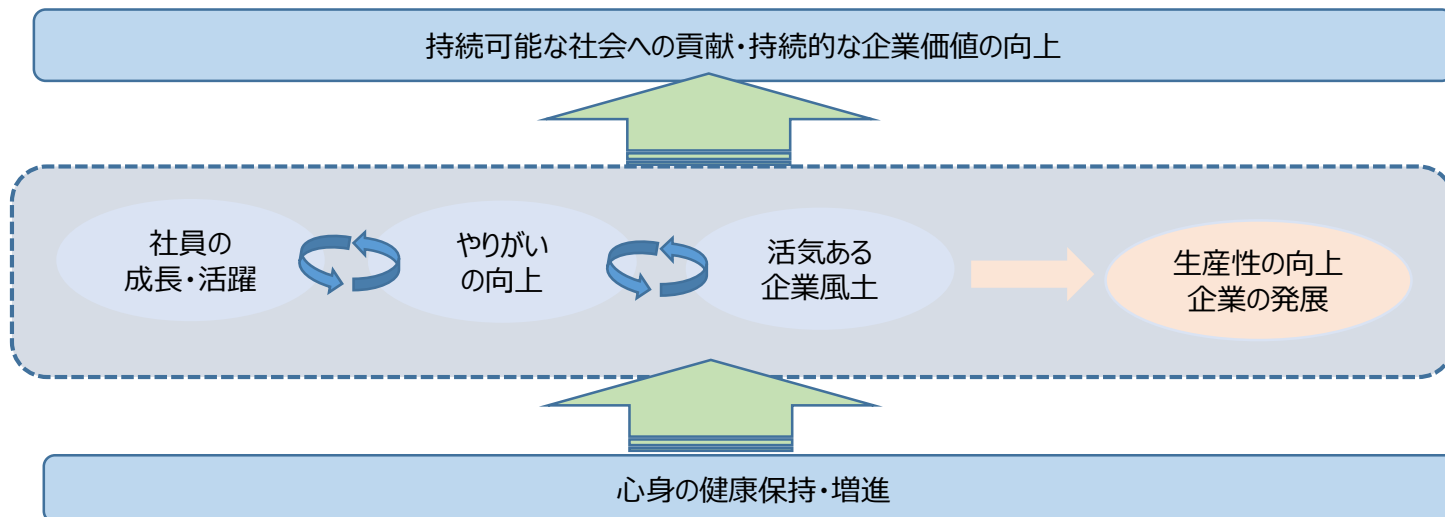 持続可能な社会への貢献・持続的な企業価値の向上
社員の
成長・活躍
やりがい
の向上
活気ある
企業風土
生産性の向上
企業の発展
心身の健康保持・増進